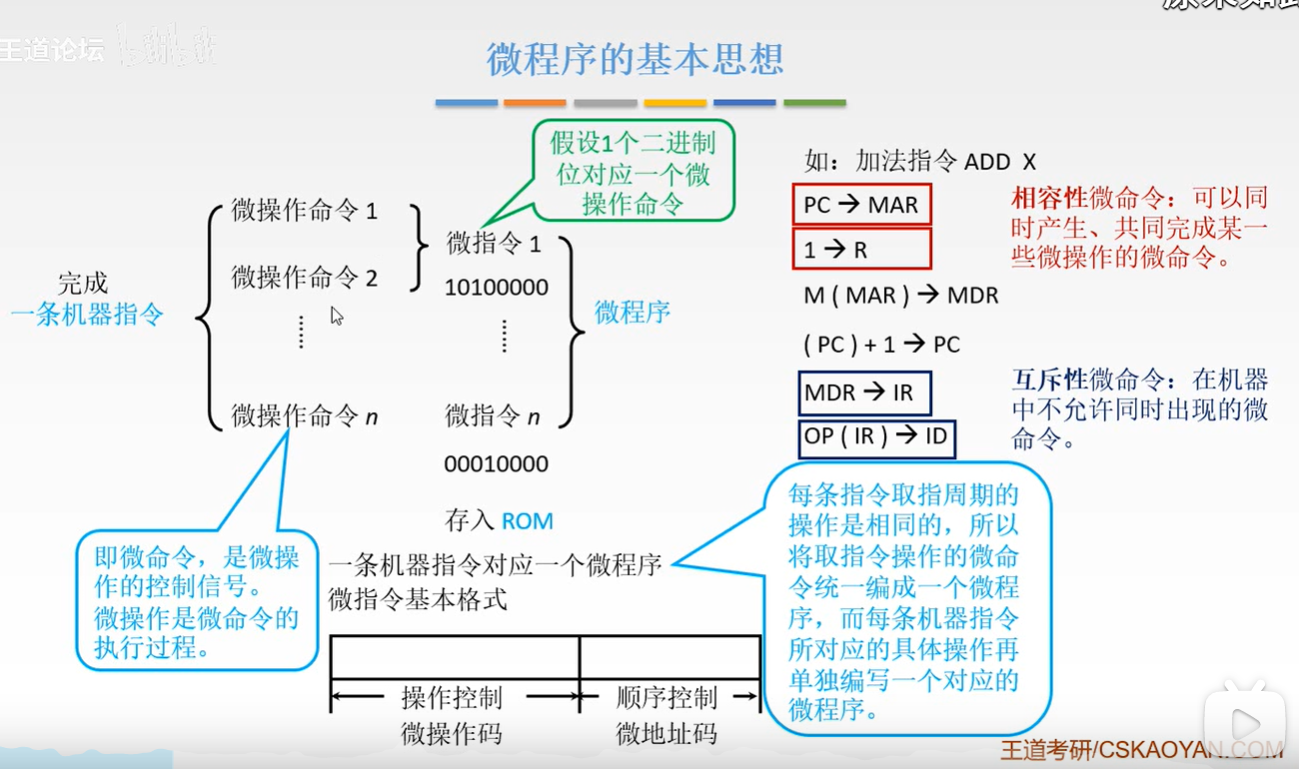 王道论坛 bilibili
微程序的基本思想
假设1个二进制
位对应一个微
操作命令
完成
一条机器指令
微操作命令 1
微操作命令 2
微操作命令 n
微指令 1
10100000
微指令 n
00010000
微程序
存入 ROM
即微命令，是微操
作的控制信号。
微操作是微命令的
执行过程。
一条机器指令对应一个微程序
微指令基本格式
操作控制
顺序控制
微操作码
微地址码
如：加法指令 ADD X
PC → MAR
1 → R
M ( MAR ) → MDR
( PC ) + 1 → PC
MDR → IR
OP ( IR ) → ID
相容性微命令：可以同
时产生、共同完成某一
些微操作的微命令。
互斥性微命令：在机器
中不允许同时出现的微
命令。
每条指令取指周期的
操作是相同的，所以
将取指令操作的微命
令统一编成一个微程
序，而每条机器指令
所对应的具体操作再
单独编写一个对应的
微程序。
王道考研/CSKAOYAN.COM